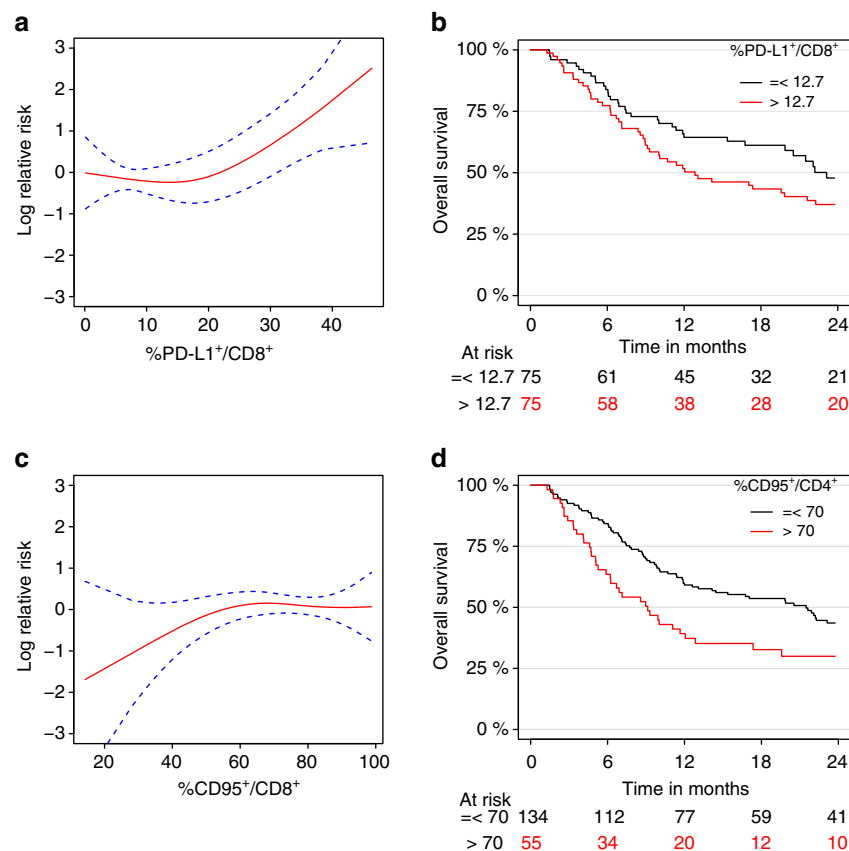 a
3
2
1
0
−1
−2
−3
Log relative risk
0 10 20 30 40
%PD-L1⁺/CD8⁺
b
100 %
75 %
50 %
25 %
0 %
Overall survival
%PD-L1⁺/CD8⁺
=< 12.7
> 12.7
0 6 12 18 24
Time in months
At risk
=< 12.7 75 61 45 32 21
> 12.7 75 58 38 28 20
c
3
2
1
0
−1
−2
−3
Log relative risk
20 40 60 80 100
%CD95⁺/CD8⁺
d
100 %
75 %
50 %
25 %
0 %
Overall survival
%CD95⁺/CD4⁺
=< 70
> 70
0 6 12 18 24
Time in months
At risk
=< 70 134 112 77 59 41
> 70 55 34 20 12 10